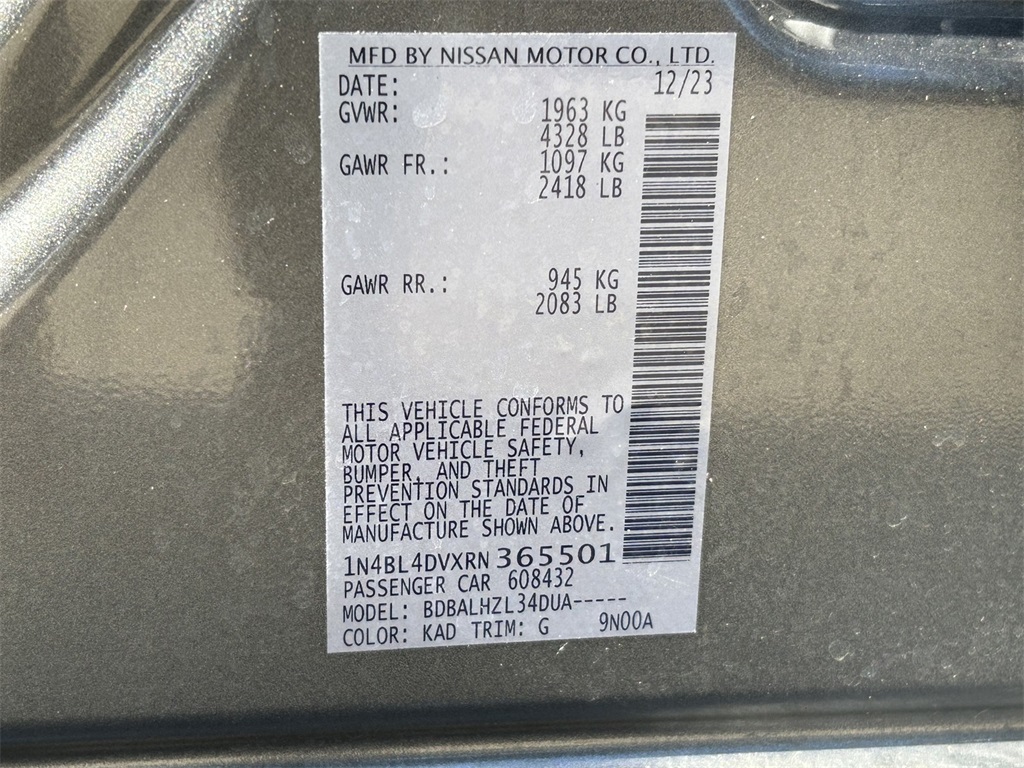 MFD BY NISSAN MOTOR CO., LTD.
DATE: 12/23
GVWR: 1963 KG
4328 LB
GAWR FR.: 1097 KG
2418 LB
GAWR RR.: 945 KG
2083 LB
THIS VEHICLE CONFORMS TO
ALL APPLICABLE FEDERAL
MOTOR VEHICLE SAFETY,
BUMPER, AND THEFT
PREVENTION STANDARDS IN
EFFECT ON THE DATE OF
MANUFACTURE SHOWN ABOVE.
1N4BL4DVXRN365501
PASSENGER CAR 608432
MODEL: BDBALHZL34DUA-----
COLOR: KAD TRIM: G 9N00A